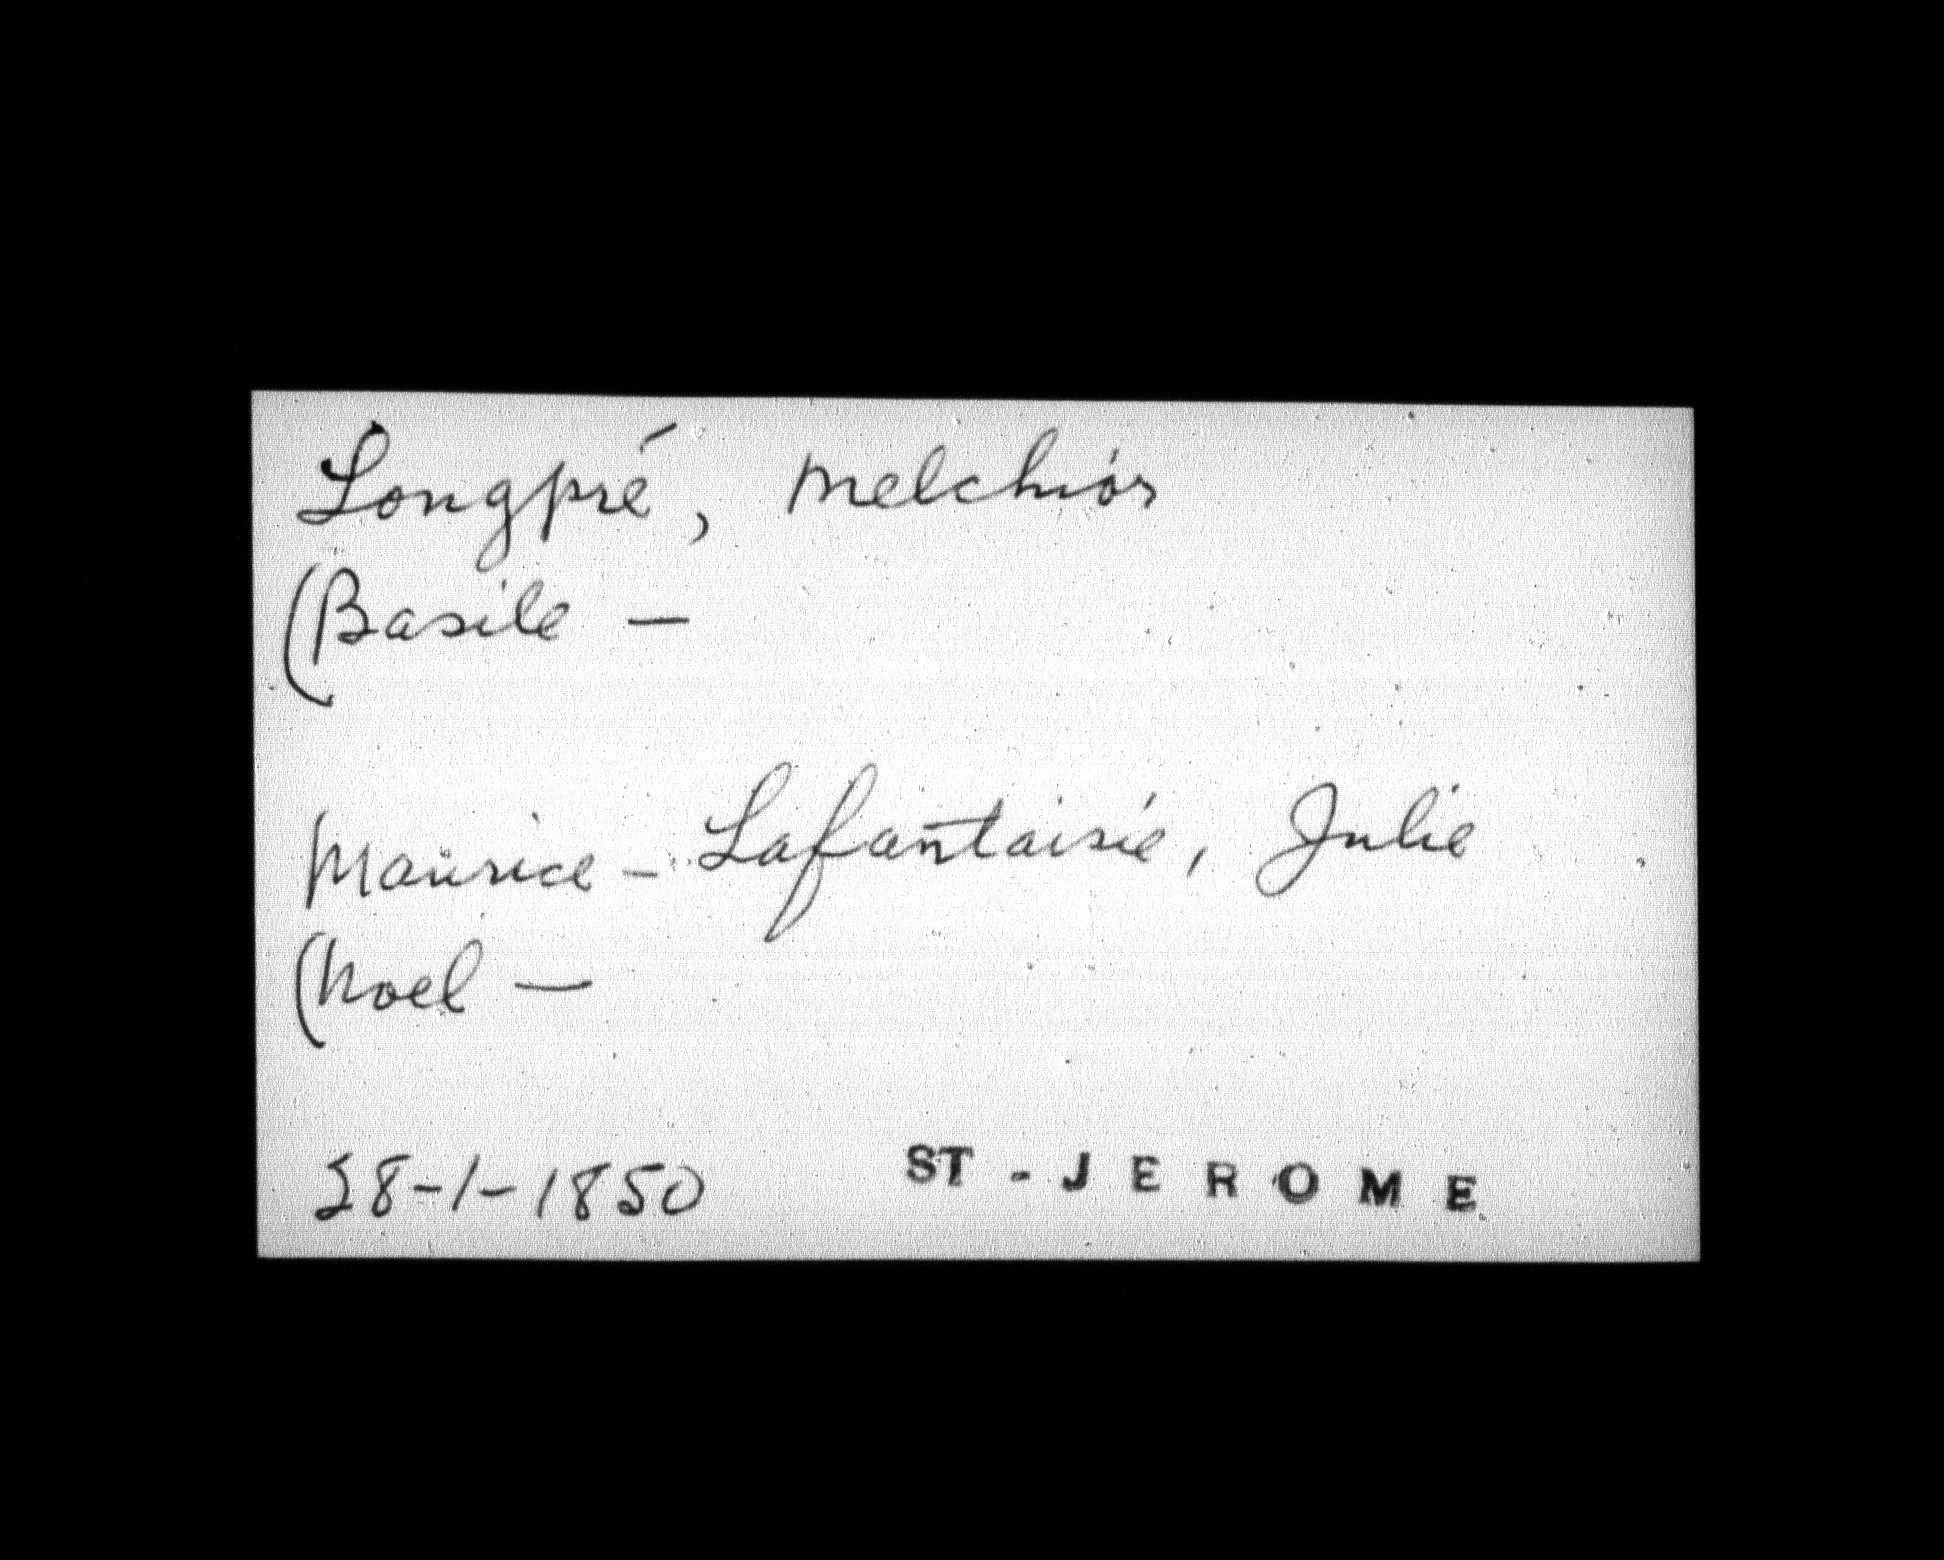 Longpré, Melchior
(Basile —
Maurice - Lafantaisie, Julie
(Noel —
28-1-1850 ST-JEROME